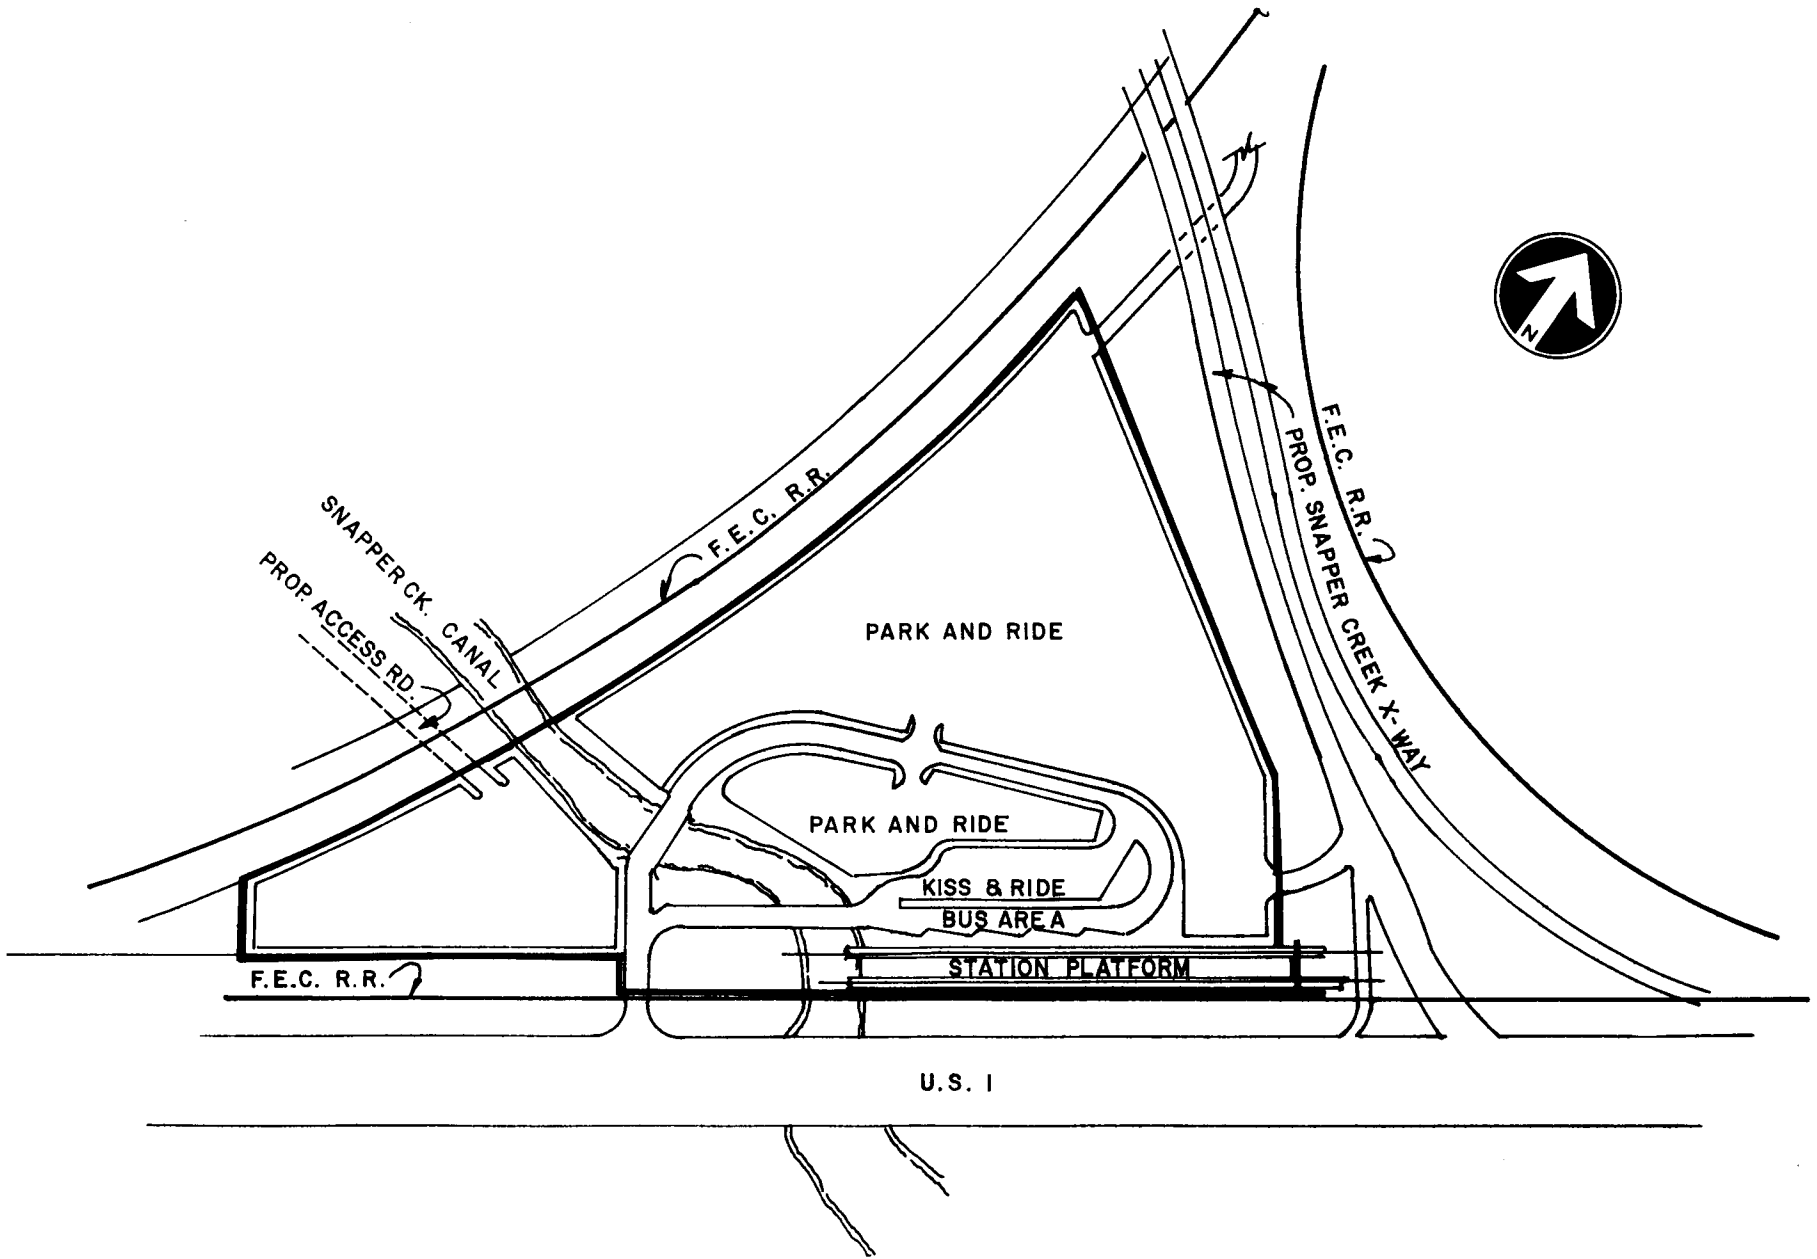 N
F.E.C. R.R.
PROP. SNAPPER CREEK X-WAY
F.E.C. R.R.
SNAPPER CK. CANAL
PROP. ACCESS RD.
PARK AND RIDE
PARK AND RIDE
KISS & RIDE
BUS AREA
STATION PLATFORM
F.E.C. R.R.
U.S. 1